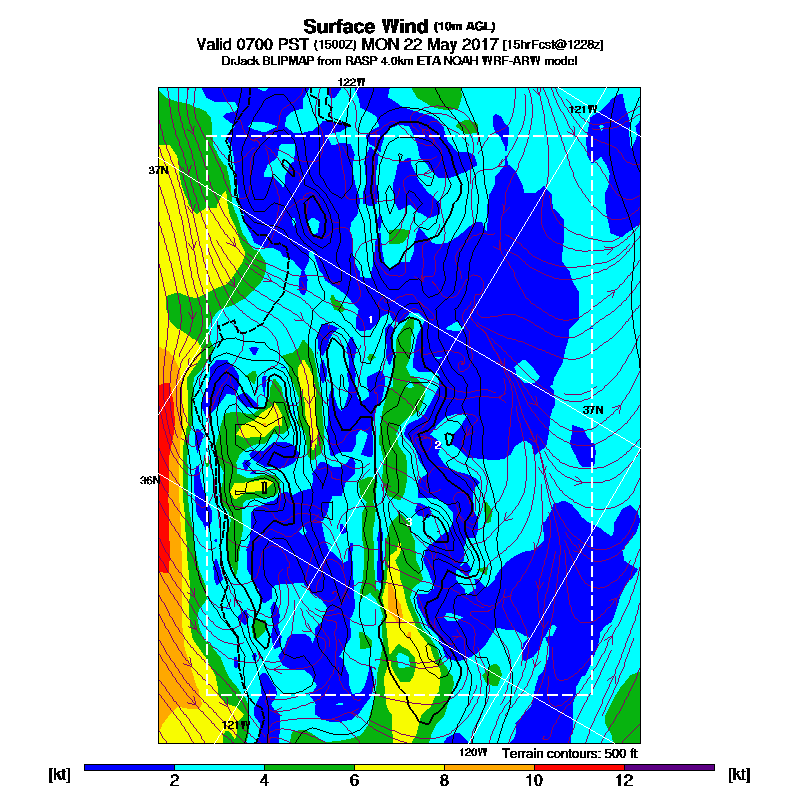 Surface Wind (10m AGL)
Valid 0700 PST (1500Z) MON 22 May 2017 [15hrFcst@1228z]
DrJack BLIPMAP from RASP 4.0km ETA NOAH WRF-ARW model
122W
121W
37N
1
37N
2
36N
3
121W
120W Terrain contours: 500 ft
[kt] 2 4 6 8 10 12 [kt]